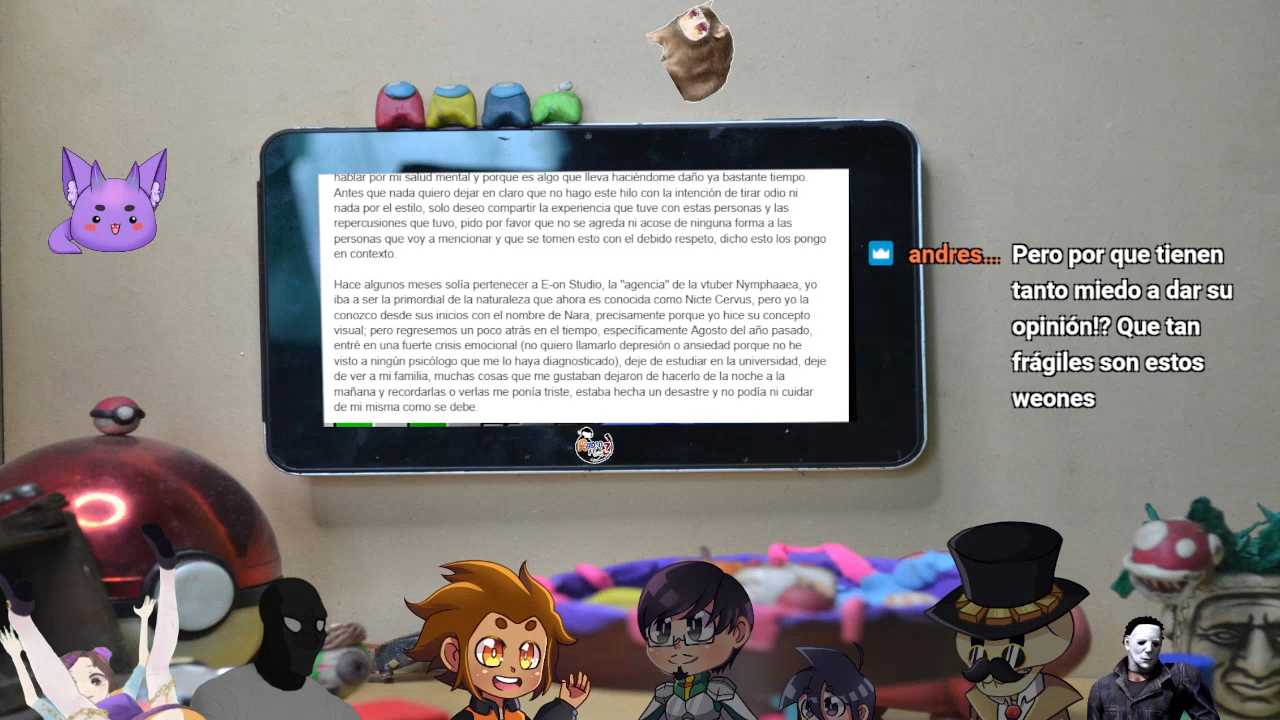 hablar por mi salud mental y porque es algo que lleva haciéndome daño ya bastante tiempo.
Antes que nada quiero dejar en claro que no hago este hilo con la intención de tirar odio ni
nada por el estilo, solo deseo compartir la experiencia que tuve con estas personas y las
repercusiones que tuvo, pido por favor que no se agreda ni acose de ninguna forma a las
personas que voy a mencionar y que se tomen esto con el debido respeto, dicho esto los pongo
en contexto.
Hace algunos meses solía pertenecer a E-on Studio, la "agencia" de la vtuber Nymphaaea, yo
iba a ser la primordial de la naturaleza que ahora es conocida como Nicte Cervus, pero yo la
conozco desde sus inicios con el nombre de Nara, precisamente porque yo hice su concepto
visual; pero regresemos un poco atrás en el tiempo, específicamente Agosto del año pasado,
entré en una fuerte crisis emocional (no quiero llamarlo depresión o ansiedad porque no he
visto a ningún psicólogo que me lo haya diagnosticado), deje de estudiar en la universidad, deje
de ver a mi familia, muchas cosas que me gustaban dejaron de hacerlo de la noche a la
mañana y recordarlas o verlas me ponía triste, estaba hecha un desastre y no podía ni cuidar
de mi misma como se debe.
andres... Pero por que tienen
tanto miedo a dar su
opinión!? Que tan
frágiles son estos
weones